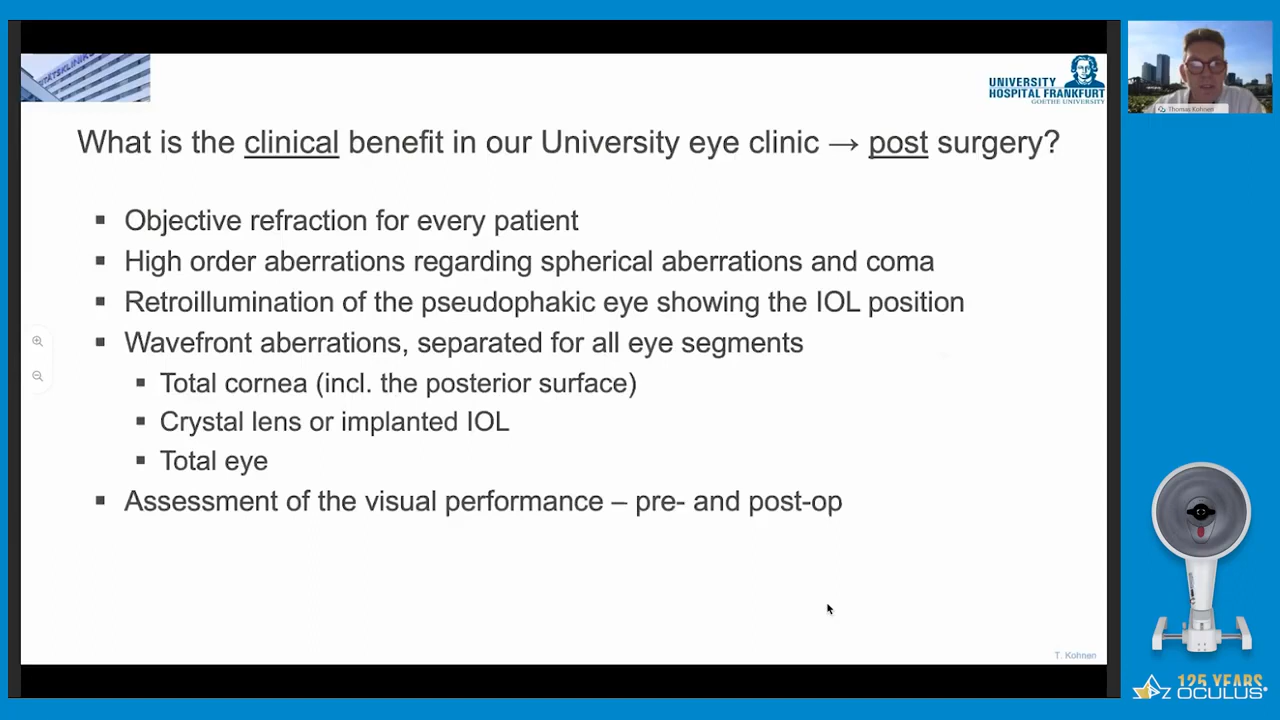 UNIVERSITY
HOSPITAL FRANKFURT
GOETHE UNIVERSITY
Thomas Kohnen
What is the clinical benefit in our University eye clinic → post surgery?
▪ Objective refraction for every patient
▪ High order aberrations regarding spherical aberrations and coma
▪ Retroillumination of the pseudophakic eye showing the IOL position
▪ Wavefront aberrations, separated for all eye segments
▪ Total cornea (incl. the posterior surface)
▪ Crystal lens or implanted IOL
▪ Total eye
▪ Assessment of the visual performance – pre- and post-op
T. Kohnen
125 YEARS
OCULUS®